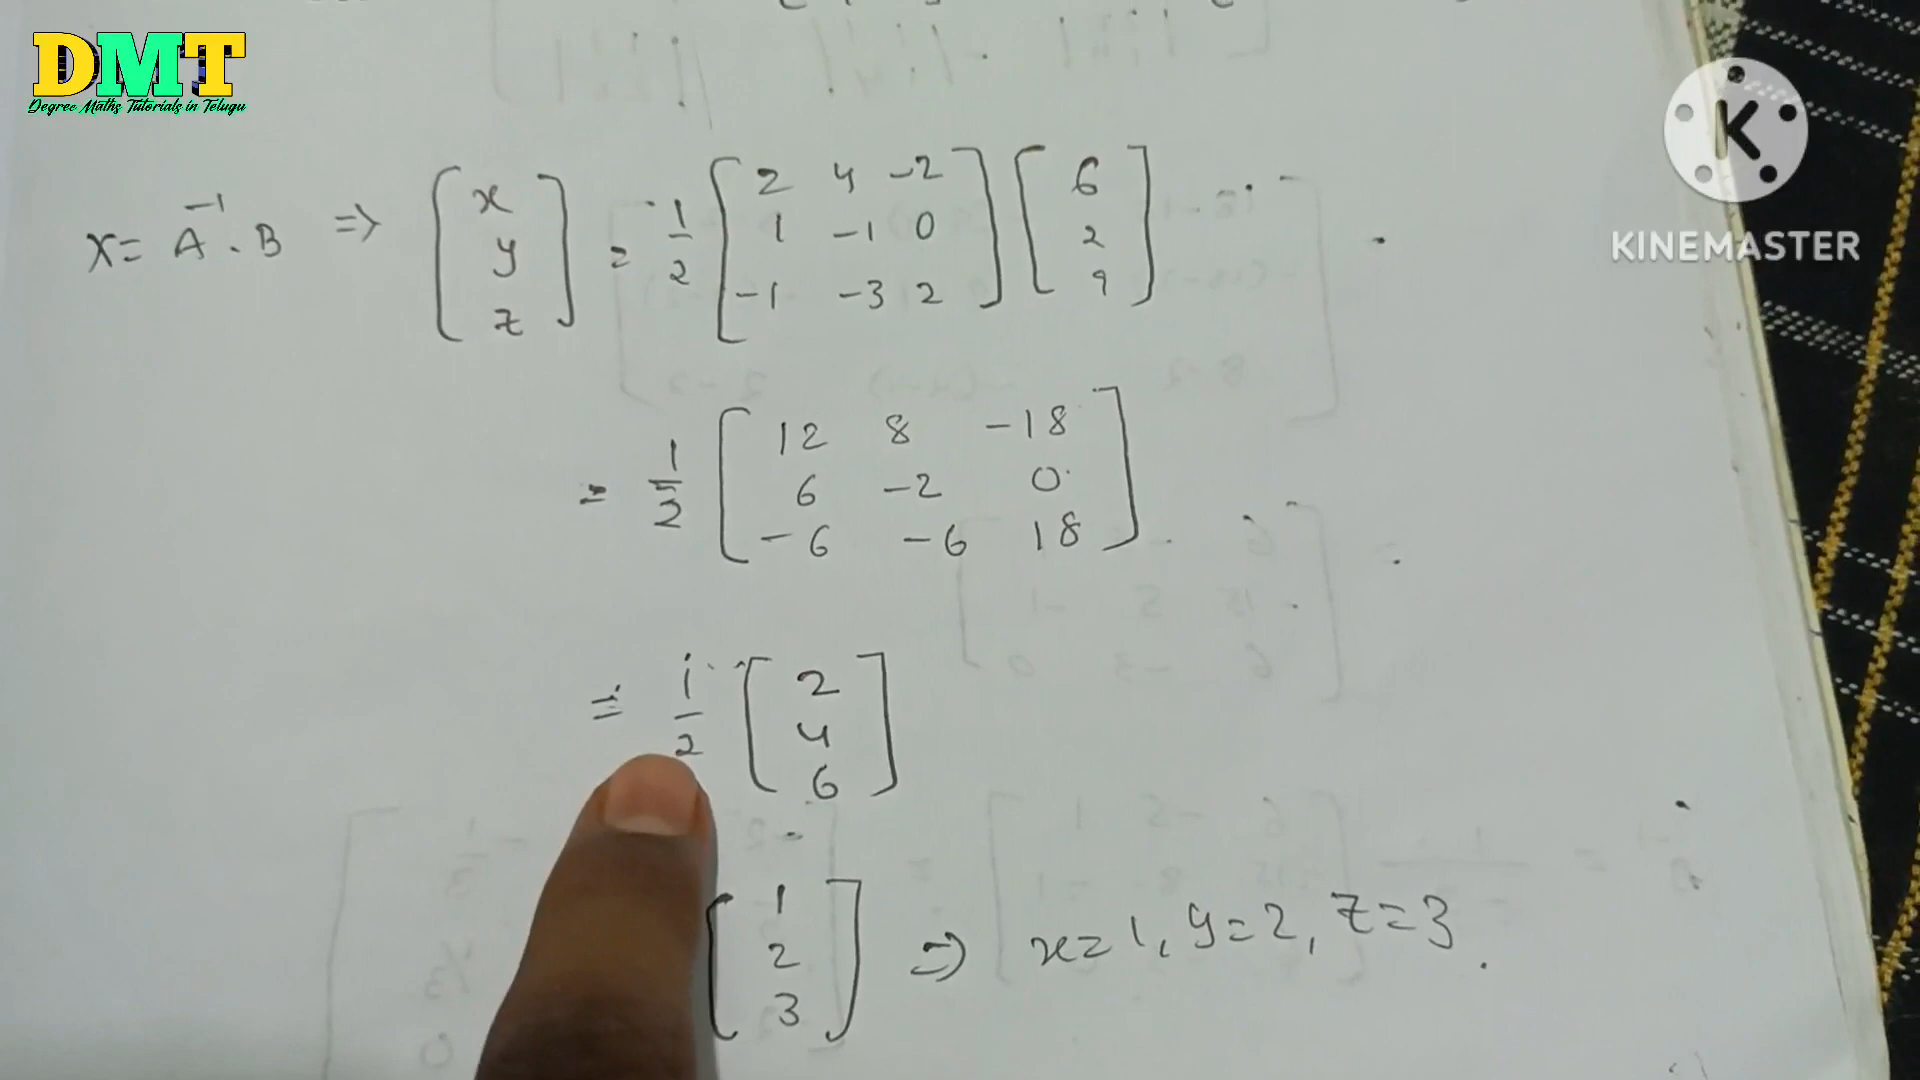 DMT
Degree Maths Tutorials in Telugu
KINEMASTER
X = A⁻¹ . B => [x y z] = 1/2 [2 4 -2
1 -1 0
-1 -3 2] [6 2 9]
= 1/2 [12 8 -18
6 -2 0
-6 -6 18]
= 1/2 [2
4
6]
[1
2
3] => x=1, y=2, z=3.